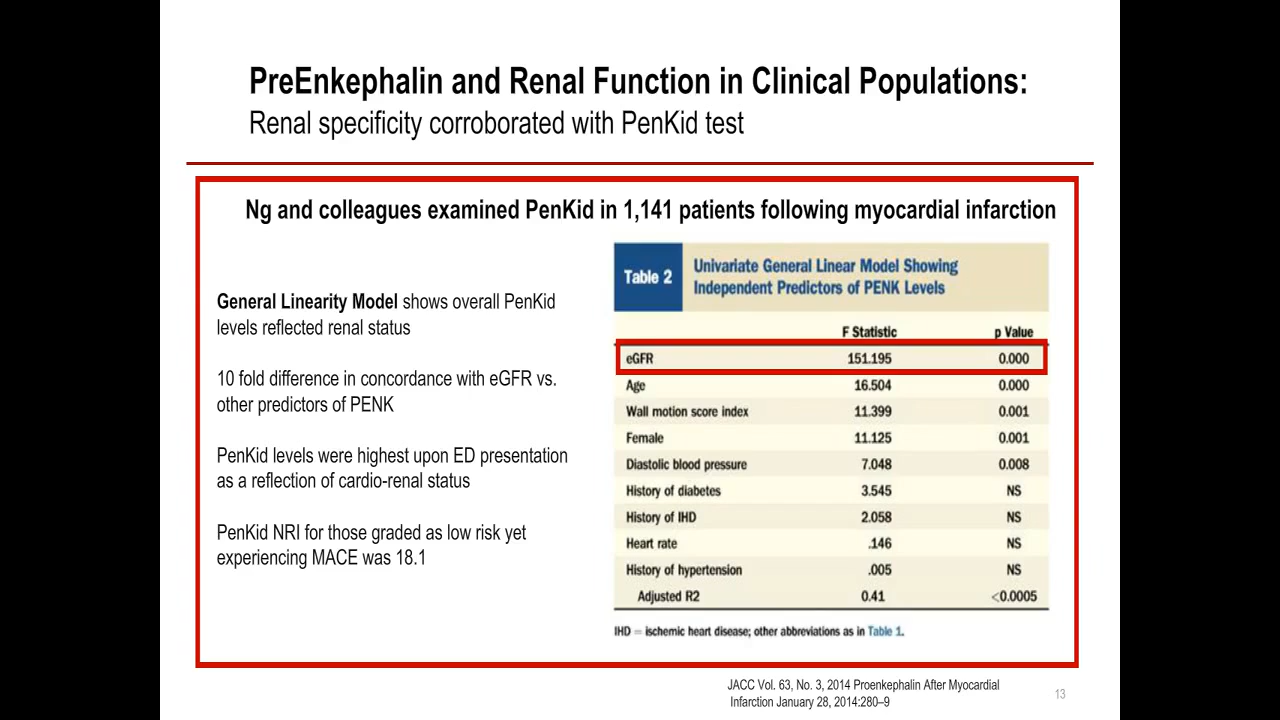 PreEnkephalin and Renal Function in Clinical Populations:
Renal specificity corroborated with PenKid test
Ng and colleagues examined PenKid in 1,141 patients following myocardial infarction
General Linearity Model shows overall PenKid
levels reflected renal status
10 fold difference in concordance with eGFR vs.
other predictors of PENK
PenKid levels were highest upon ED presentation
as a reflection of cardio-renal status
PenKid NRI for those graded as low risk yet
experiencing MACE was 18.1
Table 2
Univariate General Linear Model Showing
Independent Predictors of PENK Levels
F Statistic p Value
eGFR 151.195 0.000
Age 16.504 0.000
Wall motion score index 11.399 0.001
Female 11.125 0.001
Diastolic blood pressure 7.048 0.008
History of diabetes 3.545 NS
History of IHD 2.058 NS
Heart rate .146 NS
History of hypertension .005 NS
Adjusted R2 0.41 <0.0005
IHD = ischemic heart disease; other abbreviations as in Table 1.
JACC Vol. 63, No. 3, 2014 Proenkephalin After Myocardial
Infarction January 28, 2014:280–9
13